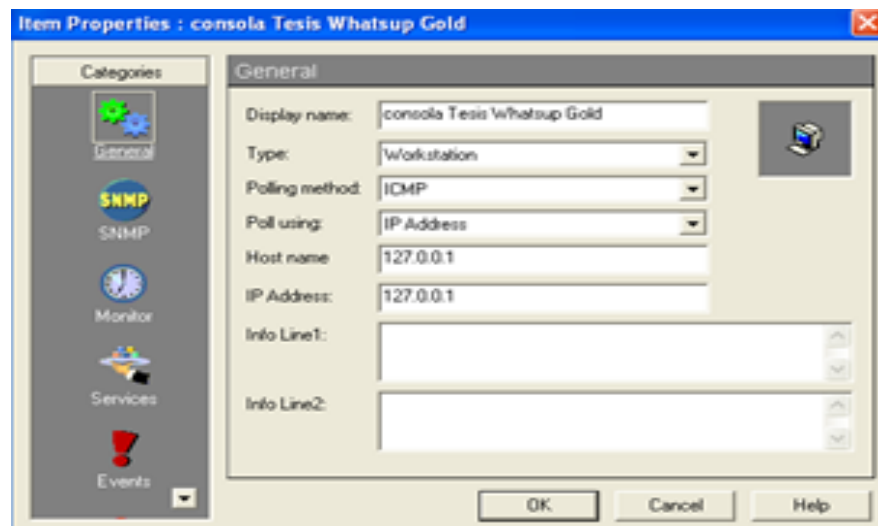 Item Properties : consola Tesis Whatsup Gold
Categories
General
SNMP
SNMP
Monitor
Services
Events
General
Display name: consola Tesis Whatsup Gold
Type: Workstation
Polling method: ICMP
Poll using: IP Address
Host name 127.0.0.1
IP Address: 127.0.0.1
Info Line1:
Info Line2:
OK Cancel Help